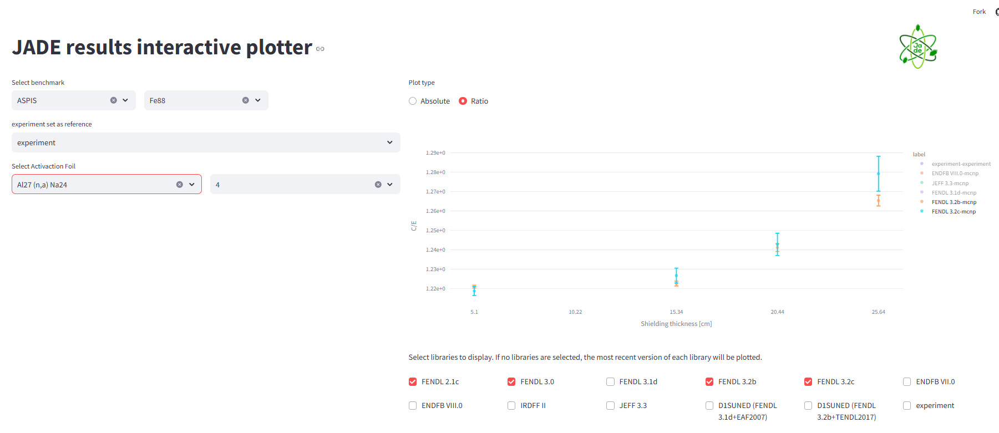 Fork
JADE results interactive plotter
Ja
de
Select benchmark
ASPIS
Fe88
experiment set as reference
experiment
Select Activaction Foil
Al27 (n,a) Na24
4
Plot type
Absolute
Ratio
1.29e+0
1.28e+0
1.27e+0
1.26e+0
1.25e+0
1.24e+0
1.23e+0
1.22e+0
C/E
5.1
10.22
15.34
20.44
25.64
Shielding thickness [cm]
label
experiment-experiment
ENDFB VIII.0-mcnp
JEFF 3.3-mcnp
FENDL 3.1d-mcnp
FENDL 3.2b-mcnp
FENDL 3.2c-mcnp
Select libraries to display. If no libraries are selected, the most recent version of each library will be plotted.
FENDL 2.1c
FENDL 3.0
FENDL 3.1d
FENDL 3.2b
FENDL 3.2c
ENDFB VII.0
ENDFB VIII.0
IRDFF II
JEFF 3.3
D1SUNED (FENDL
3.1d+EAF2007)
D1SUNED (FENDL
3.2b+TENDL2017)
experiment